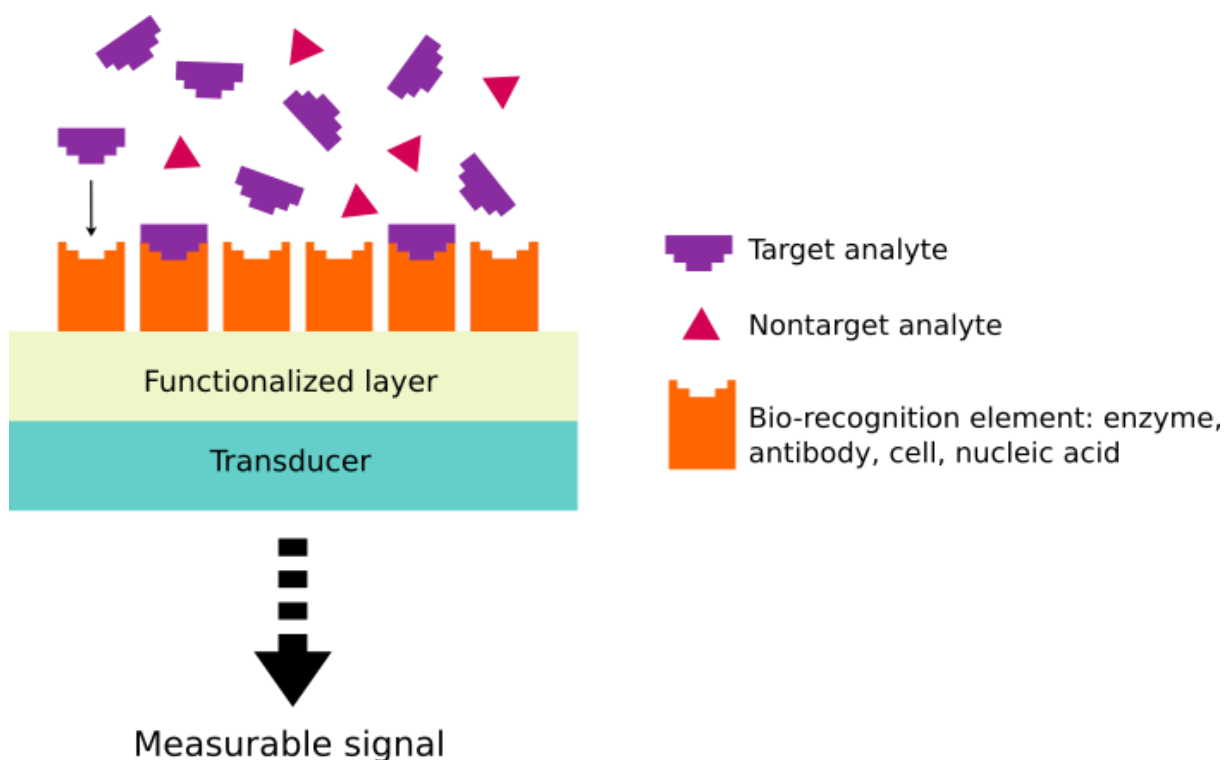 Target analyte
Nontarget analyte
Functionalized layer
Bio-recognition element: enzyme,
antibody, cell, nucleic acid
Transducer
Measurable signal